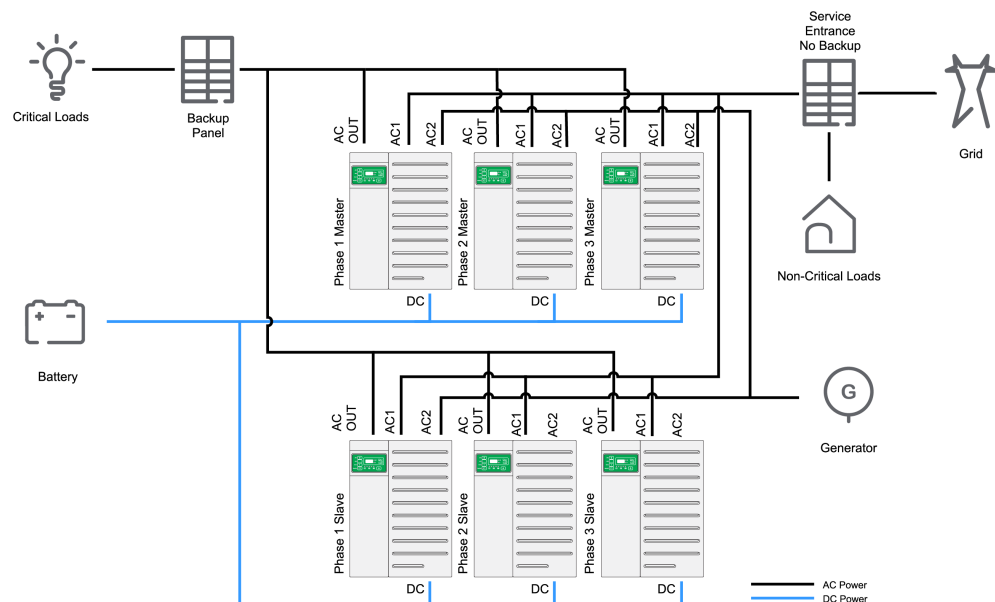 Service
Entrance
No Backup
Critical Loads
Backup
Panel
Grid
AC
OUT
AC1
AC2
AC
OUT
AC1
AC2
AC
OUT
AC1
AC2
Phase 1 Master
Phase 2 Master
Phase 3 Master
Non-Critical Loads
DC
DC
DC
Battery
G
Generator
AC
OUT
AC1
AC2
AC
OUT
AC1
AC2
AC
OUT
AC1
AC2
Phase 1 Slave
Phase 2 Slave
Phase 3 Slave
DC
DC
DC
AC Power
DC Power